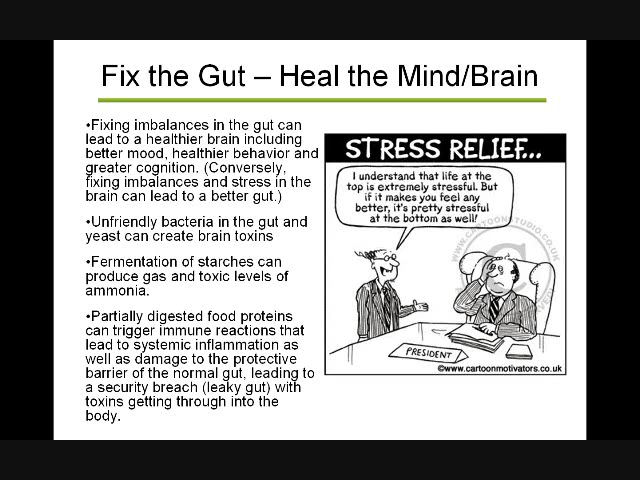 Fix the Gut – Heal the Mind/Brain
•Fixing imbalances in the gut can
lead to a healthier brain including
better mood, healthier behavior and
greater cognition. (Conversely,
fixing imbalances and stress in the
brain can lead to a better gut.)
•Unfriendly bacteria in the gut and
yeast can create brain toxins
•Fermentation of starches can
produce gas and toxic levels of
ammonia.
•Partially digested food proteins
can trigger immune reactions that
lead to systemic inflammation as
well as damage to the protective
barrier of the normal gut, leading to
a security breach (leaky gut) with
toxins getting through into the
body.
STRESS RELIEF...
I understand that life at the
top is extremely stressful. But
if it makes you feel any
better, it's pretty stressful
at the bottom as well!
PRESIDENT
©www.cartoonmotivators.co.uk